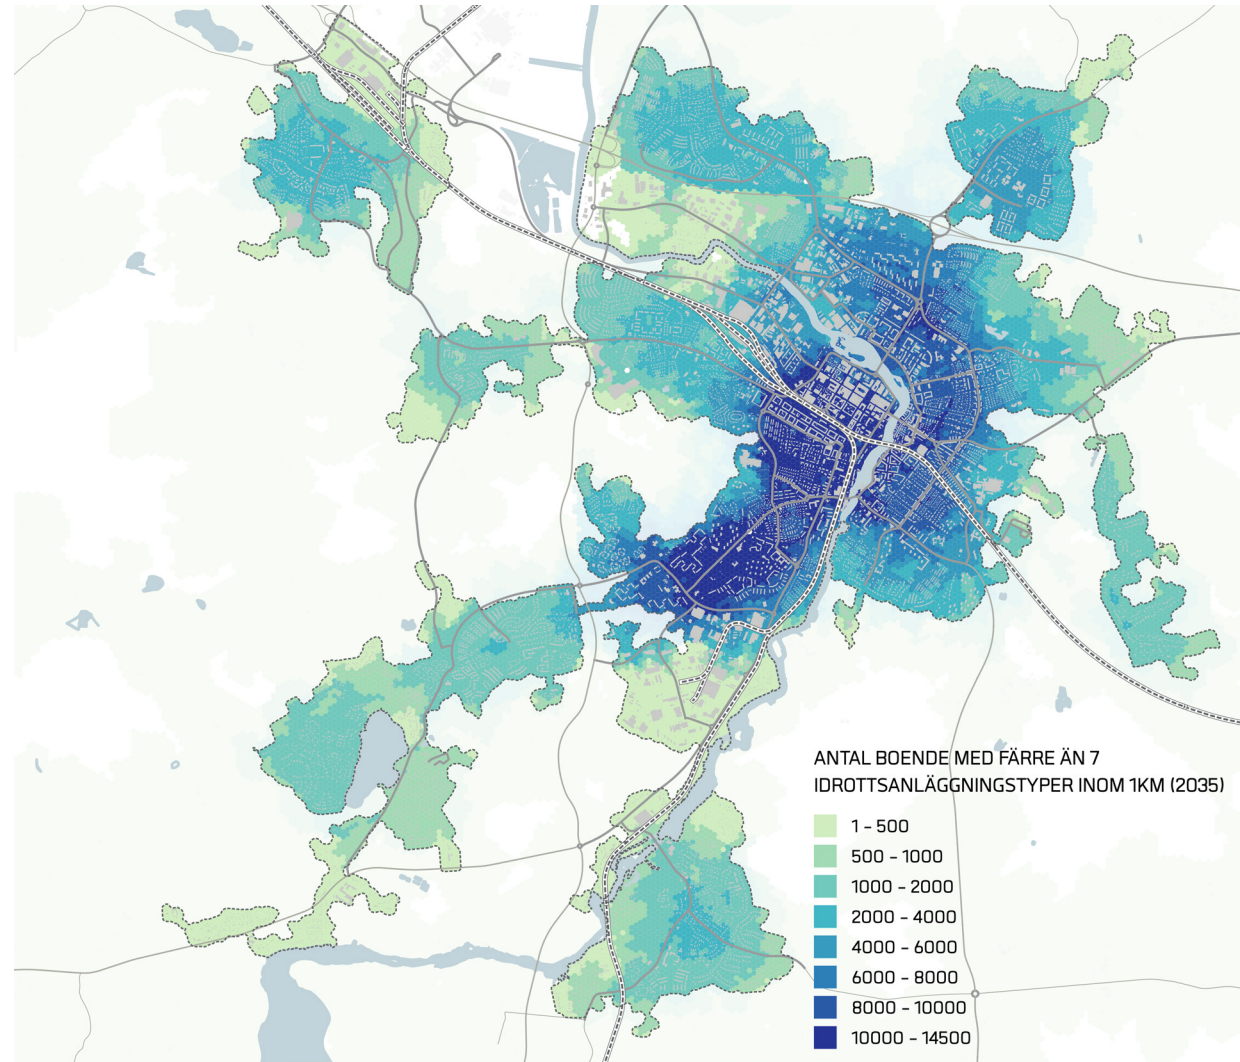 ANTAL BOENDE MED FÄRRE ÄN 7
IDROTTSANLÄGGNINGSTYPER INOM 1KM (2035)
1 – 500
500 – 1000
1000 – 2000
2000 – 4000
4000 – 6000
6000 – 8000
8000 – 10000
10000 – 14500